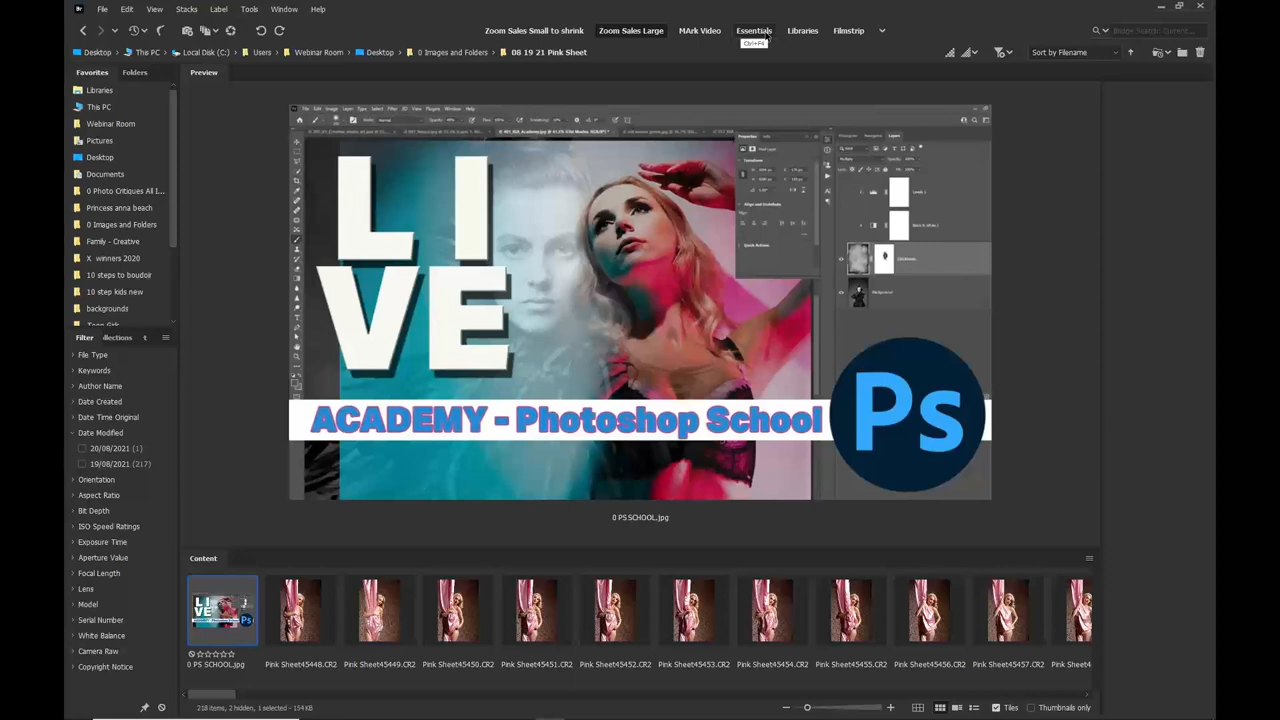 Br File Edit View Stacks Label Tools Window Help
Zoom Sales Small to shrink Zoom Sales Large MArk Video Essentials Libraries Filmstrip
Ctrl+F4
Desktop This PC Local Disk (C:) Users Webinar Room Desktop 0 Images and Folders 08 19 21 Pink Sheet
Sort by Filename
Favorites Folders
Preview
Libraries
This PC
Webinar Room
Pictures
Desktop
Documents
0 Photo Critiques All I...
Princess anna beach
0 Images and Folders
Family - Creative
X winners 2020
10 steps to boudoir
10 step kids new
backgrounds
Filter llections t
File Type
Keywords
Author Name
Date Created
Date Time Original
Date Modified
20/08/2021 (1)
19/08/2021 (217)
Orientation
Aspect Ratio
Bit Depth
ISO Speed Ratings
Exposure Time
Aperture Value
Focal Length
Lens
Model
Serial Number
White Balance
Camera Raw
Copyright Notice
LI
VE
ACADEMY - Photoshop School
Ps
0 PS SCHOOL.jpg
Content
0 PS SCHOOL.jpg Pink Sheet45448.CR2 Pink Sheet45449.CR2 Pink Sheet45450.CR2 Pink Sheet45451.CR2 Pink Sheet45452.CR2 Pink Sheet45453.CR2 Pink Sheet45454.CR2 Pink Sheet45455.CR2 Pink Sheet45456.CR2 Pink Sheet45457.CR2
218 items, 2 hidden, 1 selected - 154 KB
Tiles Thumbnails only